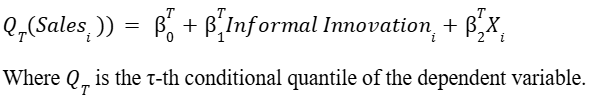 Q_T(Sales_i)) = β_0^T + β_1^T Informal Innovation_i + β_2^T X_i
Where Q_T is the τ-th conditional quantile of the dependent variable.